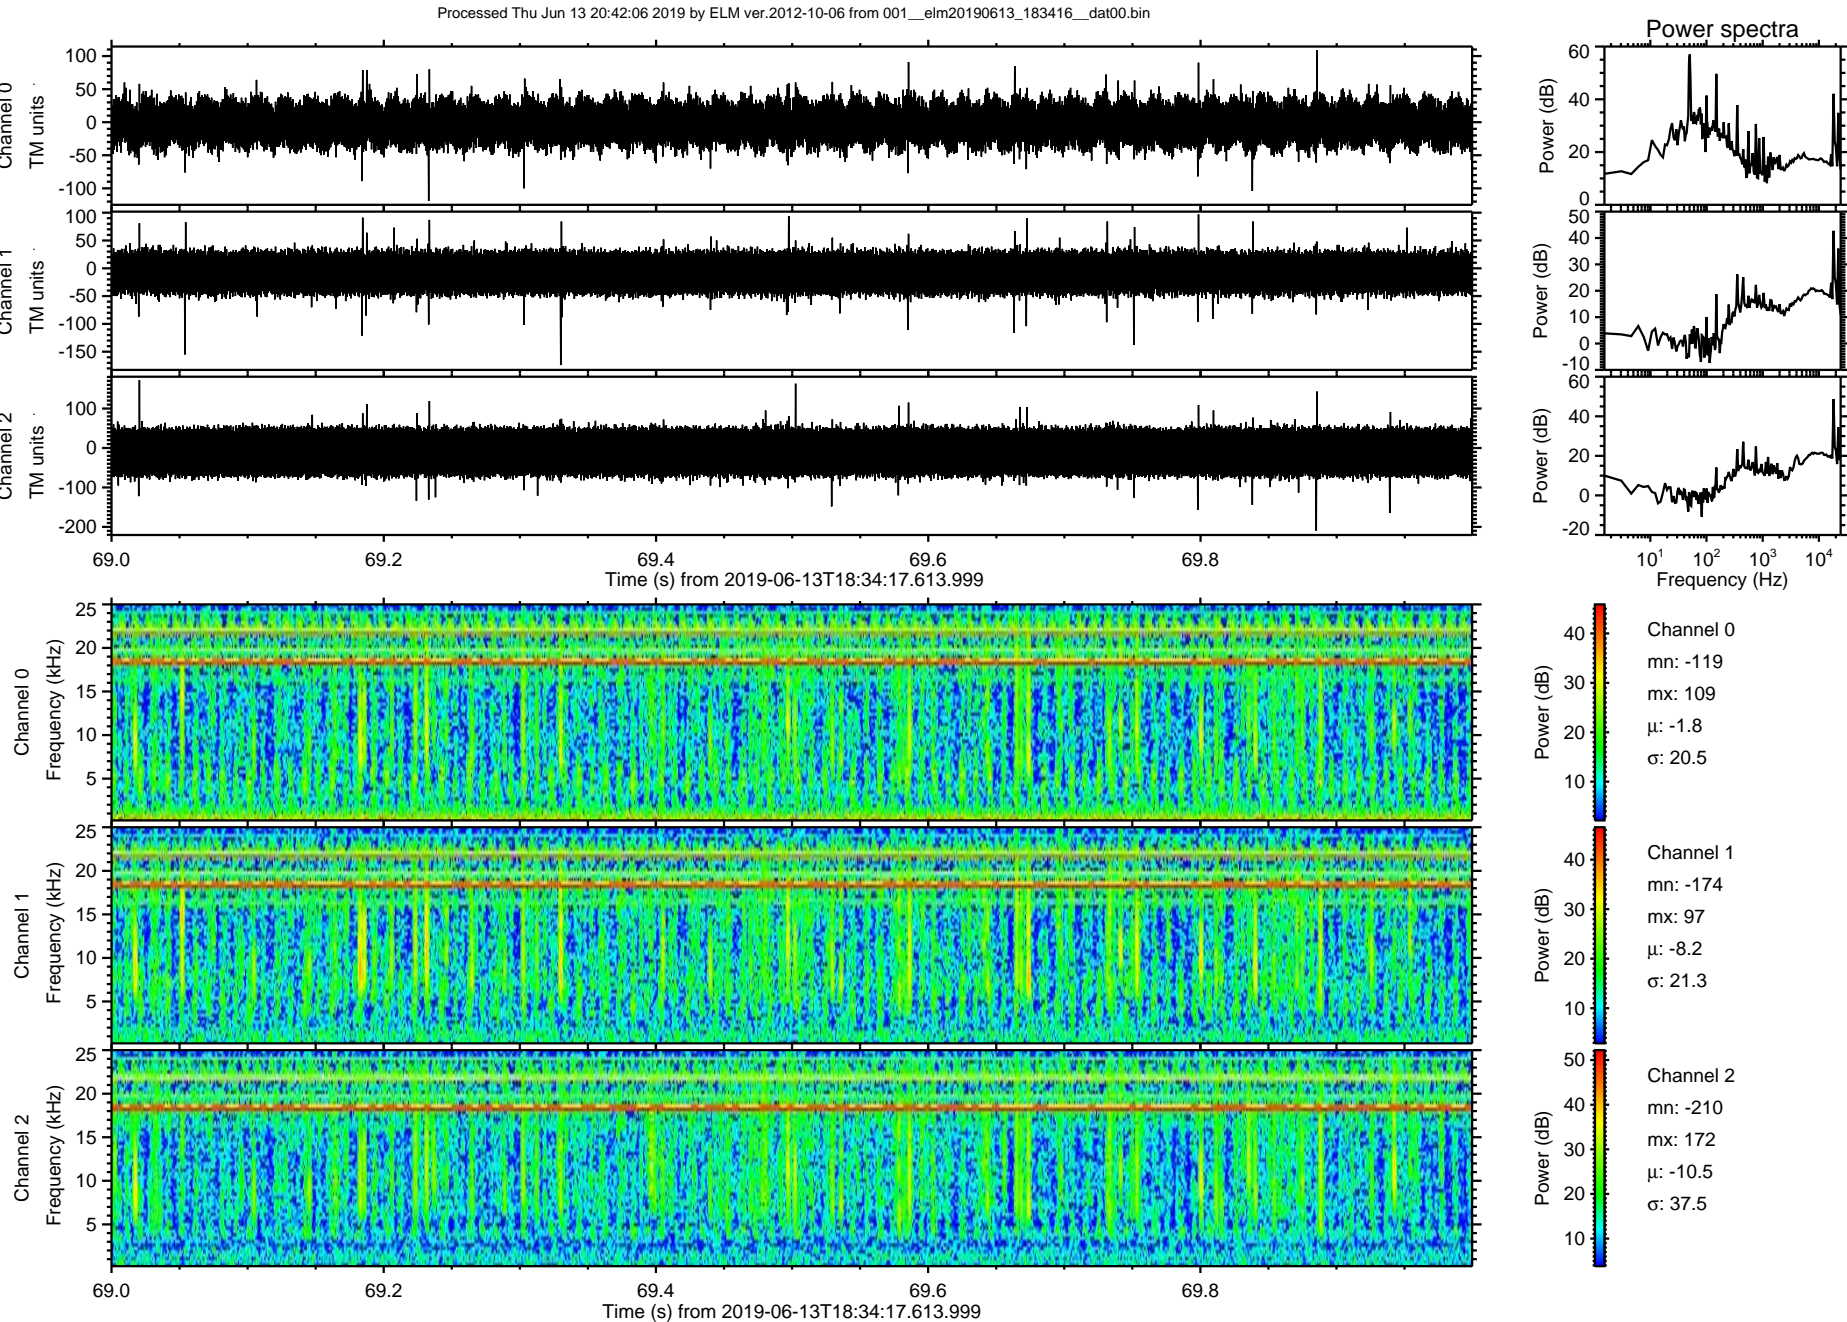 Processed Thu Jun 13 20:42:06 2019 by ELM ver.2012-10-06 from 001__elm20190613_183416__dat00.bin
Power spectra
Channel 0
TM units
100
50
0
-50
-100
Power (dB)
60
40
20
0
Channel 1
TM units
100
50
0
-50
-100
-150
Power (dB)
50
40
30
20
10
0
-10
Channel 2
TM units
100
0
-100
-200
Power (dB)
60
40
20
0
-20
69.0 69.2 69.4 69.6 69.8
Time (s) from 2019-06-13T18:34:17.613.999
10¹ 10² 10³ 10⁴
Frequency (Hz)
Channel 0
Frequency (kHz)
25
20
15
10
5
Power (dB)
40
30
20
10
Channel 0
mn: -119
mx: 109
μ: -1.8
σ: 20.5
Channel 1
Frequency (kHz)
25
20
15
10
5
Power (dB)
40
30
20
10
Channel 1
mn: -174
mx: 97
μ: -8.2
σ: 21.3
Channel 2
Frequency (kHz)
25
20
15
10
5
Power (dB)
50
40
30
20
10
Channel 2
mn: -210
mx: 172
μ: -10.5
σ: 37.5
69.0 69.2 69.4 69.6 69.8
Time (s) from 2019-06-13T18:34:17.613.999